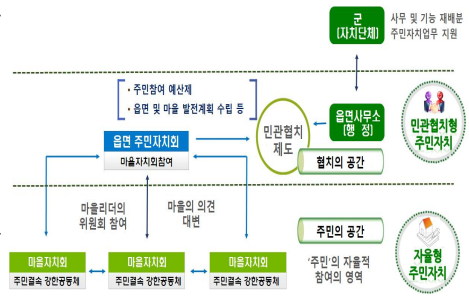 군
(자치단체)
사무 및 기능 재배분
주민자치업무 지원
• 주민참여 예산제
• 읍면 및 마을 발전계획 수립 등
읍면 주민자치회
마을자치회참여
민관협치
제도
읍면사무소
(행 정)
협치의 공간
민관협치형
주민자치
마을리더의
위원회 참여
마을의 의견
대변
주민의 공간
'주민'의 자율적
참여의 영역
자율형
주민자치
마을자치회
주민결속 강한공동체
마을자치회
주민결속 강한공동체
마을자치회
주민결속 강한공동체